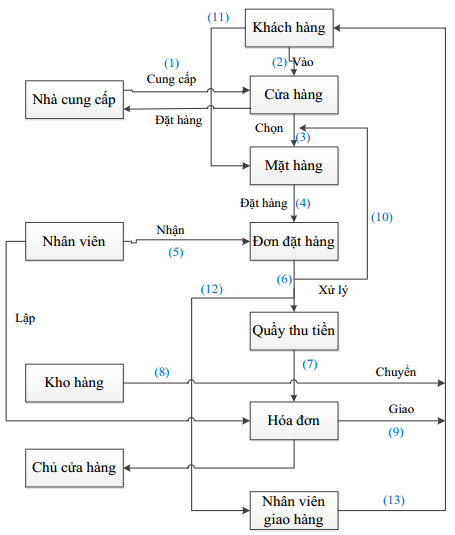 (11)
Khách hàng
(1)
(2) Vào
Cung cấp
Nhà cung cấp
Cửa hàng
Đặt hàng
Chọn
(3)
Mặt hàng
Đặt hàng
(4)
(10)
Nhân viên
Nhận
(5)
Đơn đặt hàng
(6)
(12)
Xử lý
Lập
Quầy thu tiền
(7)
Kho hàng
(8)
Chuyển
Hóa đơn
Giao
(9)
Chủ cửa hàng
Nhân viên
giao hàng
(13)